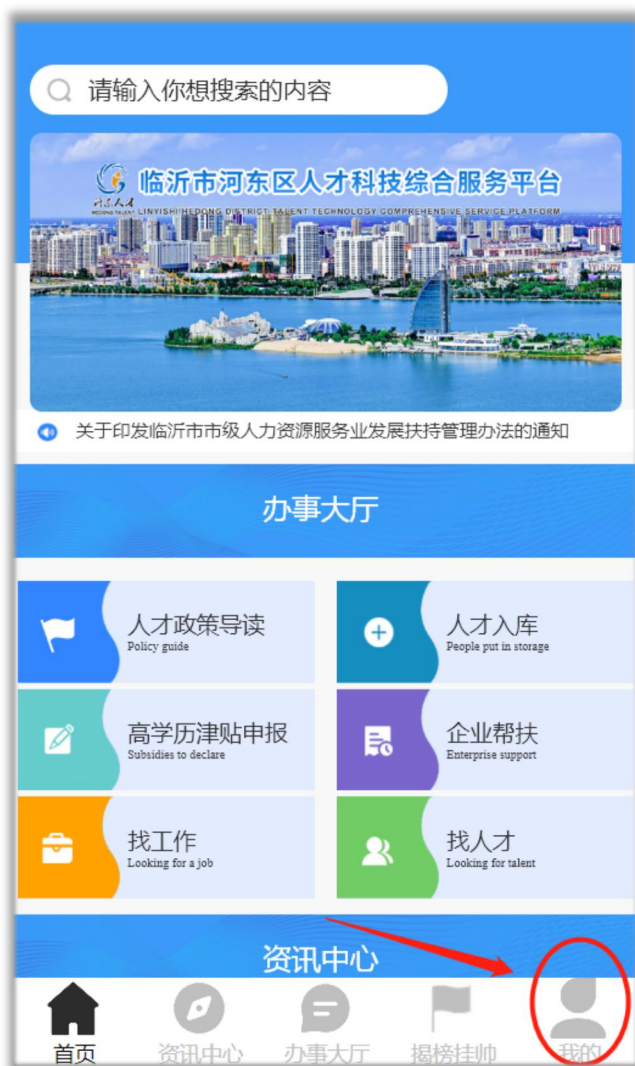 请输入你想搜索的内容
临沂市河东区人才科技综合服务平台
河东人才
HEDONG TALENT
LINYISHI HEDONG DISTRICT TALENT TECHNOLOGY COMPREHENSIVE SERVICE PLATFORM
关于印发临沂市市级人力资源服务业发展扶持管理办法的通知
办事大厅
人才政策导读
Policy guide
人才入库
People put in storage
高学历津贴申报
Subsidies to declare
企业帮扶
Enterprise support
找工作
Looking for a job
找人才
Looking for talent
资讯中心
首页
资讯中心
办事大厅
揭榜挂帅
我的